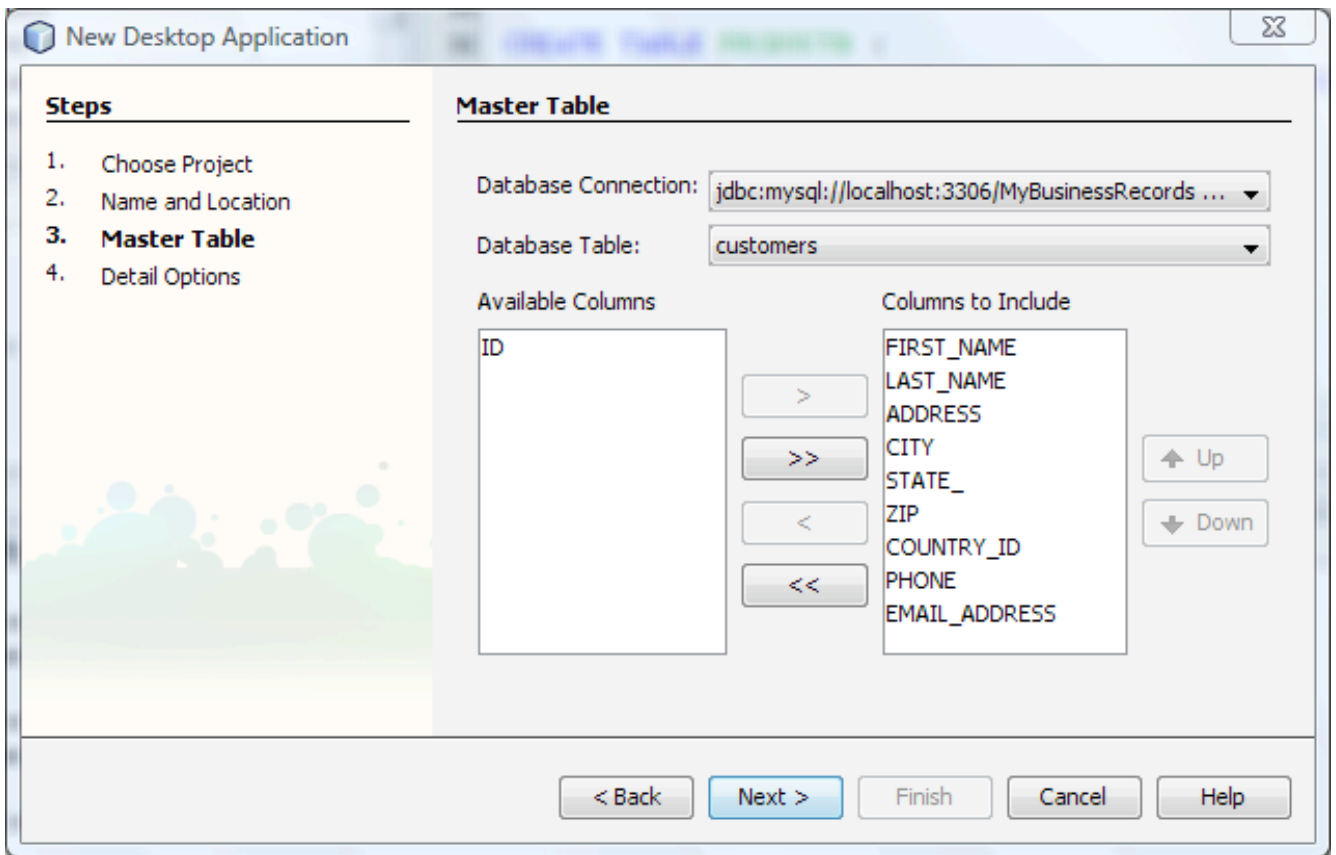 New Desktop Application
CREATE TABLE
Steps
1. Choose Project
2. Name and Location
3. Master Table
4. Detail Options
Master Table
Database Connection: jdbc:mysql://localhost:3306/MyBusinessRecords ...
Database Table: customers
Available Columns
ID
>
>>
<
<<
Columns to Include
FIRST_NAME
LAST_NAME
ADDRESS
CITY
STATE_
ZIP
COUNTRY_ID
PHONE
EMAIL_ADDRESS
Up
Down
< Back Next > Finish Cancel Help